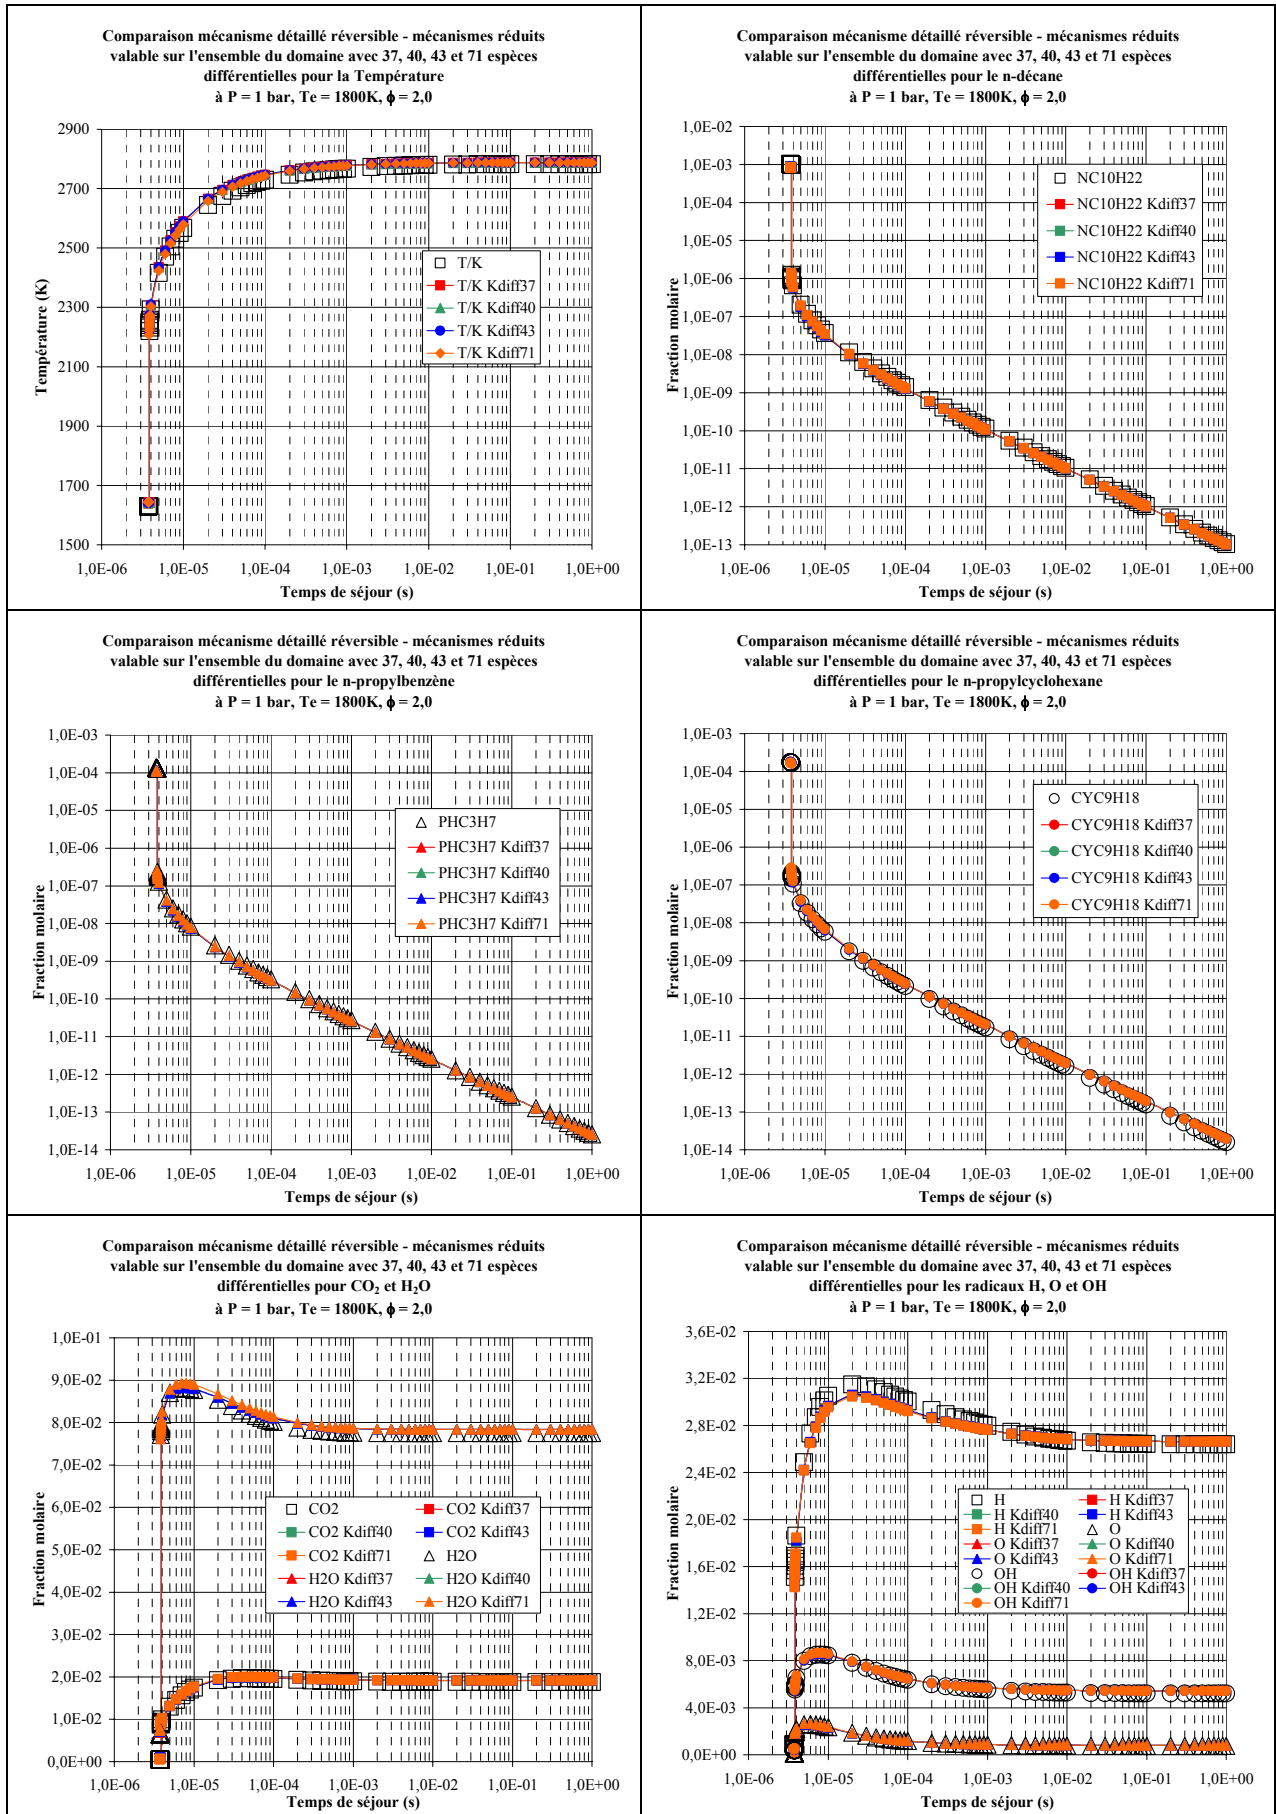 Comparaison mécanisme détaillé réversible - mécanismes réduits
valable sur l'ensemble du domaine avec 37, 40, 43 et 71 espèces
différentielles pour la Température
à P = 1 bar, Te = 1800K, ϕ = 2,0
2900
2700
2500
2300
2100
1900
1700
1500
Température (K)
T/K
T/K Kdiff37
T/K Kdiff40
T/K Kdiff43
T/K Kdiff71
1,0E-06 1,0E-05 1,0E-04 1,0E-03 1,0E-02 1,0E-01 1,0E+00
Temps de séjour (s)
Comparaison mécanisme détaillé réversible - mécanismes réduits
valable sur l'ensemble du domaine avec 37, 40, 43 et 71 espèces
différentielles pour le n-décane
à P = 1 bar, Te = 1800K, ϕ = 2,0
1,0E-02
1,0E-03
1,0E-04
1,0E-05
1,0E-06
1,0E-07
1,0E-08
1,0E-09
1,0E-10
1,0E-11
1,0E-12
1,0E-13
Fraction molaire
NC10H22
NC10H22 Kdiff37
NC10H22 Kdiff40
NC10H22 Kdiff43
NC10H22 Kdiff71
1,0E-06 1,0E-05 1,0E-04 1,0E-03 1,0E-02 1,0E-01 1,0E+00
Temps de séjour (s)
Comparaison mécanisme détaillé réversible - mécanismes réduits
valable sur l'ensemble du domaine avec 37, 40, 43 et 71 espèces
différentielles pour le n-propylbenzène
à P = 1 bar, Te = 1800K, ϕ = 2,0
1,0E-03
1,0E-04
1,0E-05
1,0E-06
1,0E-07
1,0E-08
1,0E-09
1,0E-10
1,0E-11
1,0E-12
1,0E-13
1,0E-14
Fraction molaire
PHC3H7
PHC3H7 Kdiff37
PHC3H7 Kdiff40
PHC3H7 Kdiff43
PHC3H7 Kdiff71
1,0E-06 1,0E-05 1,0E-04 1,0E-03 1,0E-02 1,0E-01 1,0E+00
Temps de séjour (s)
Comparaison mécanisme détaillé réversible - mécanismes réduits
valable sur l'ensemble du domaine avec 37, 40, 43 et 71 espèces
différentielles pour le n-propylcyclohexane
à P = 1 bar, Te = 1800K, ϕ = 2,0
1,0E-03
1,0E-04
1,0E-05
1,0E-06
1,0E-07
1,0E-08
1,0E-09
1,0E-10
1,0E-11
1,0E-12
1,0E-13
1,0E-14
Fraction molaire
CYC9H18
CYC9H18 Kdiff37
CYC9H18 Kdiff40
CYC9H18 Kdiff43
CYC9H18 Kdiff71
1,0E-06 1,0E-05 1,0E-04 1,0E-03 1,0E-02 1,0E-01 1,0E+00
Temps de séjour (s)
Comparaison mécanisme détaillé réversible - mécanismes réduits
valable sur l'ensemble du domaine avec 37, 40, 43 et 71 espèces
différentielles pour CO₂ et H₂O
à P = 1 bar, Te = 1800K, ϕ = 2,0
1,0E-01
9,0E-02
8,0E-02
7,0E-02
6,0E-02
5,0E-02
4,0E-02
3,0E-02
2,0E-02
1,0E-02
0,0E+00
Fraction molaire
CO2 CO2 Kdiff37
CO2 Kdiff40 CO2 Kdiff43
CO2 Kdiff71 H2O
H2O Kdiff37 H2O Kdiff40
H2O Kdiff43 H2O Kdiff71
1,0E-06 1,0E-05 1,0E-04 1,0E-03 1,0E-02 1,0E-01 1,0E+00
Temps de séjour (s)
Comparaison mécanisme détaillé réversible - mécanismes réduits
valable sur l'ensemble du domaine avec 37, 40, 43 et 71 espèces
différentielles pour les radicaux H, O et OH
à P = 1 bar, Te = 1800K, ϕ = 2,0
3,6E-02
3,2E-02
2,8E-02
2,4E-02
2,0E-02
1,6E-02
1,2E-02
8,0E-03
4,0E-03
0,0E+00
Fraction molaire
H H Kdiff37
H Kdiff40 H Kdiff43
H Kdiff71 O
O Kdiff37 O Kdiff40
O Kdiff43 O Kdiff71
OH OH Kdiff37
OH Kdiff40 OH Kdiff43
OH Kdiff71
1,0E-06 1,0E-05 1,0E-04 1,0E-03 1,0E-02 1,0E-01 1,0E+00
Temps de séjour (s)